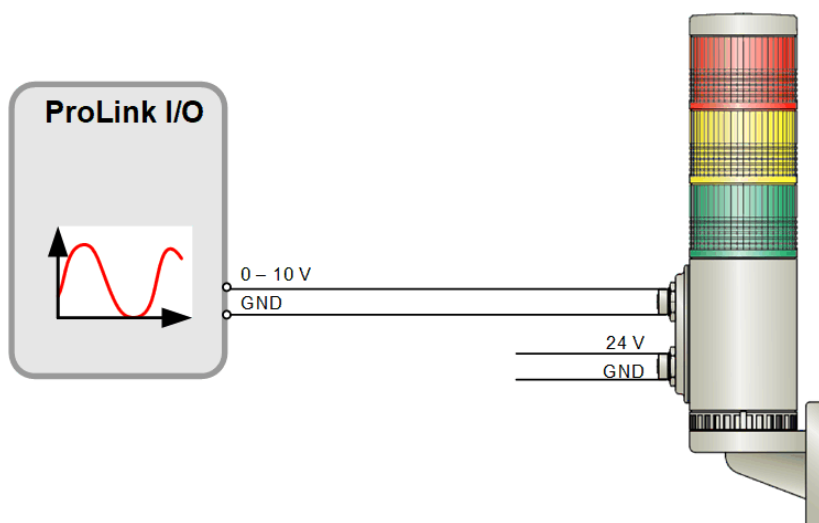 ProLink I/O
0 – 10 V
GND
24 V
GND